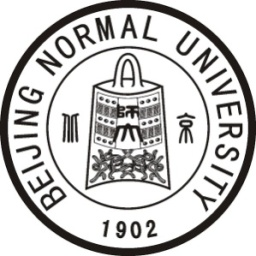 BEIJING NORMAL UNIVERSITY
北 京
師大
1902